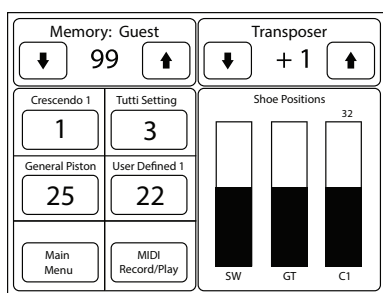 Memory: Guest
99
Transposer
+ 1
Crescendo 1
1
Tutti Setting
3
General Piston
25
User Defined 1
22
Main
Menu
MIDI
Record/Play
Shoe Positions
32
SW GT C1